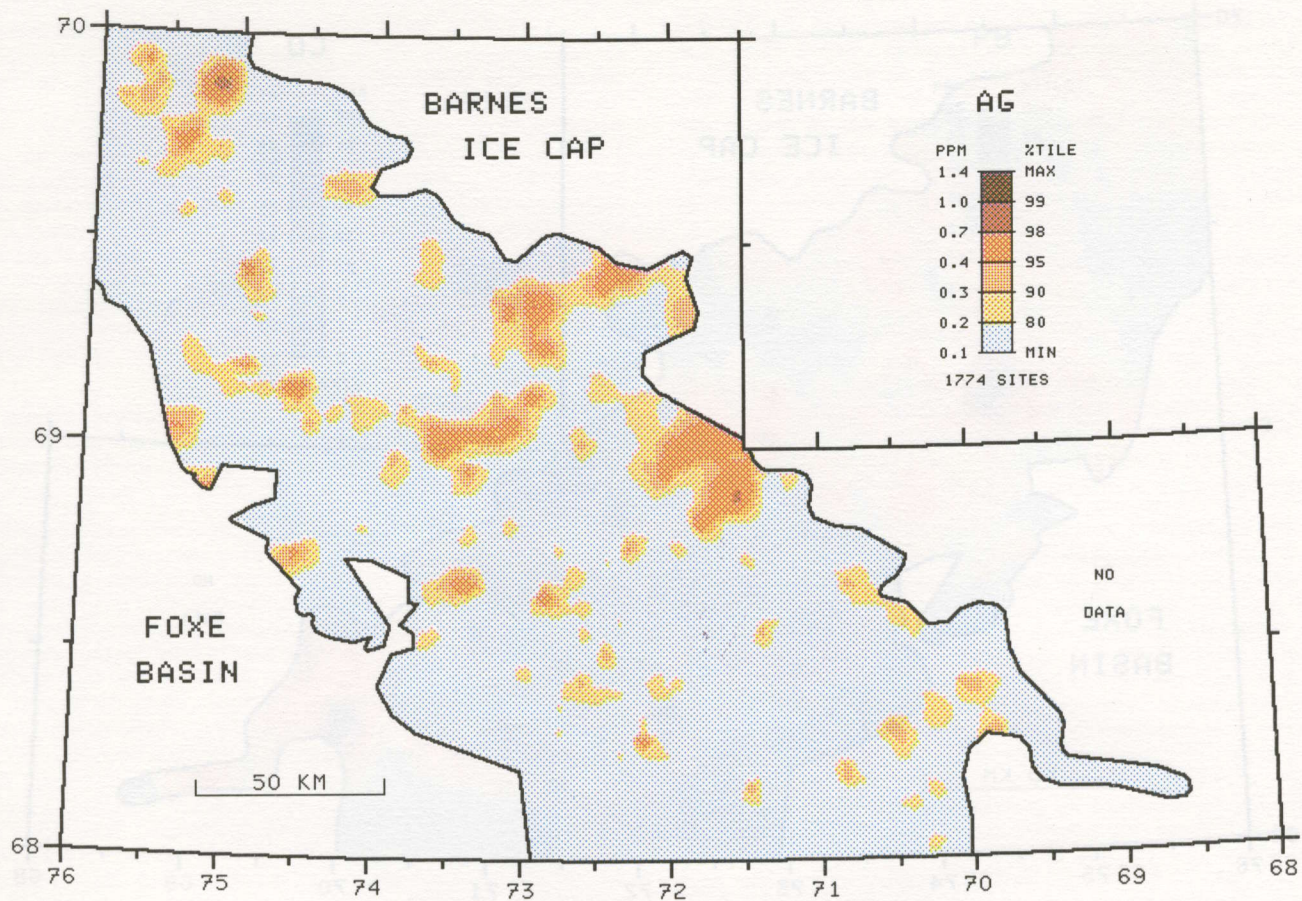 70
BARNES
ICE CAP
AG
PPM %TILE
1.4 MAX
1.0 99
0.7 98
0.4 95
0.3 90
0.2 80
0.1 MIN
1774 SITES
69
NO
DATA
FOXE
BASIN
50 KM
68
76 75 74 73 72 71 70 69 68